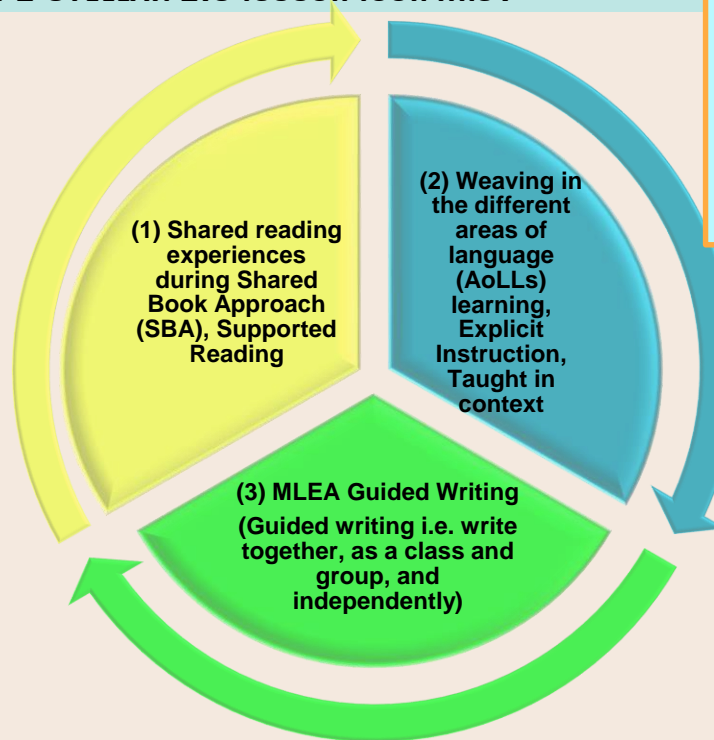 (1) Shared reading
experiences
during Shared
Book Approach
(SBA), Supported
Reading
(2) Weaving in
the different
areas of
language
(AoLLs)
learning,
Explicit
Instruction,
Taught in
context
(3) MLEA Guided Writing
(Guided writing i.e. write
together, as a class and
group, and
independently)